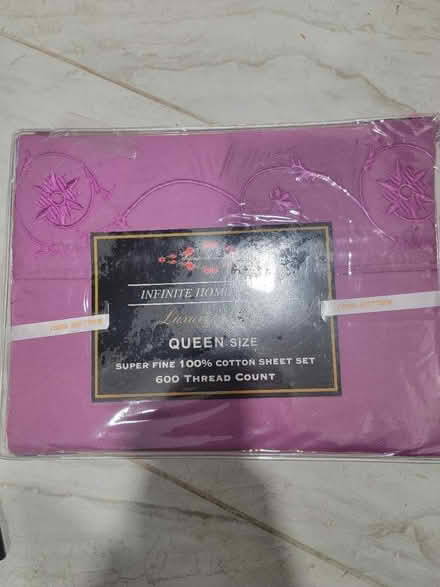 INFINITE HOME
QUEEN SIZE
SUPER FINE 100% COTTON SHEET SET
600 THREAD COUNT